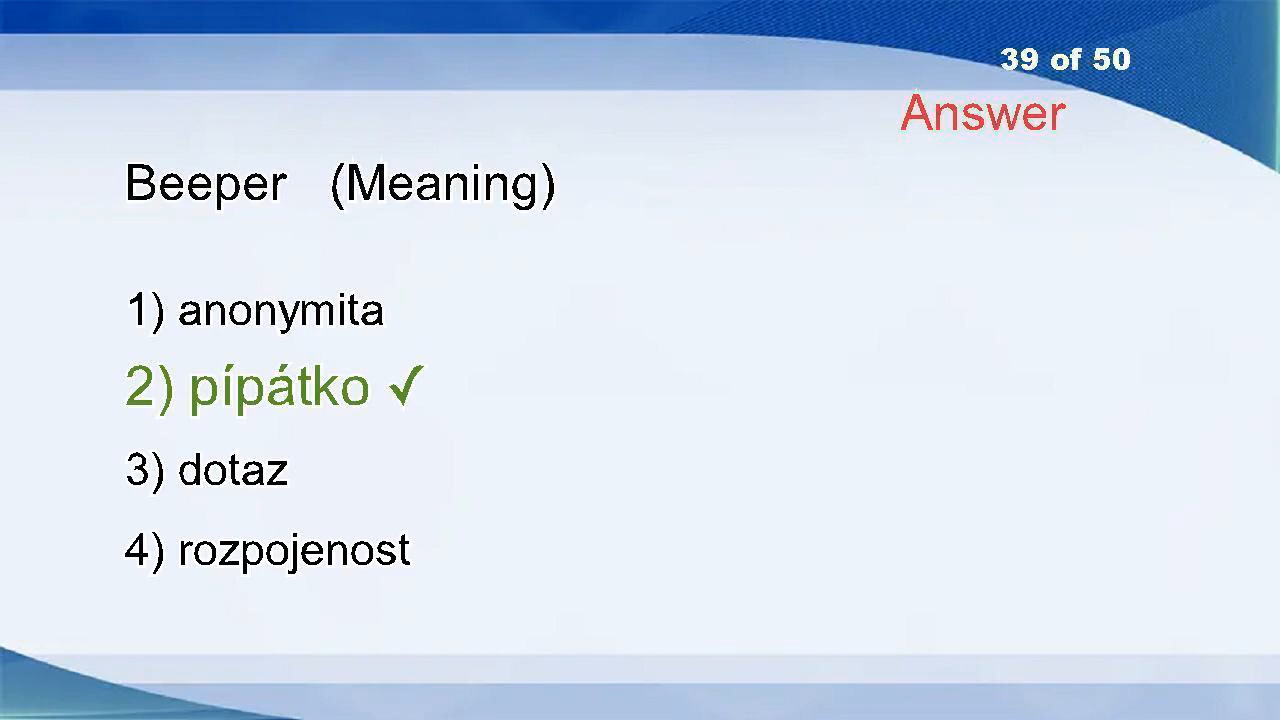 39 of 50
Answer
Beeper (Meaning)
1) anonymita
2) pípátko ✓
3) dotaz
4) rozpojenost